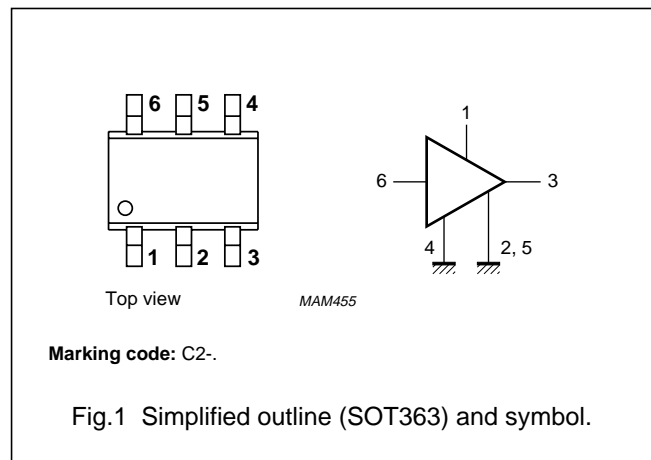 6 5 4
1
6 3
4 2, 5
1 2 3
Top view MAM455
Marking code: C2-.
Fig.1 Simplified outline (SOT363) and symbol.